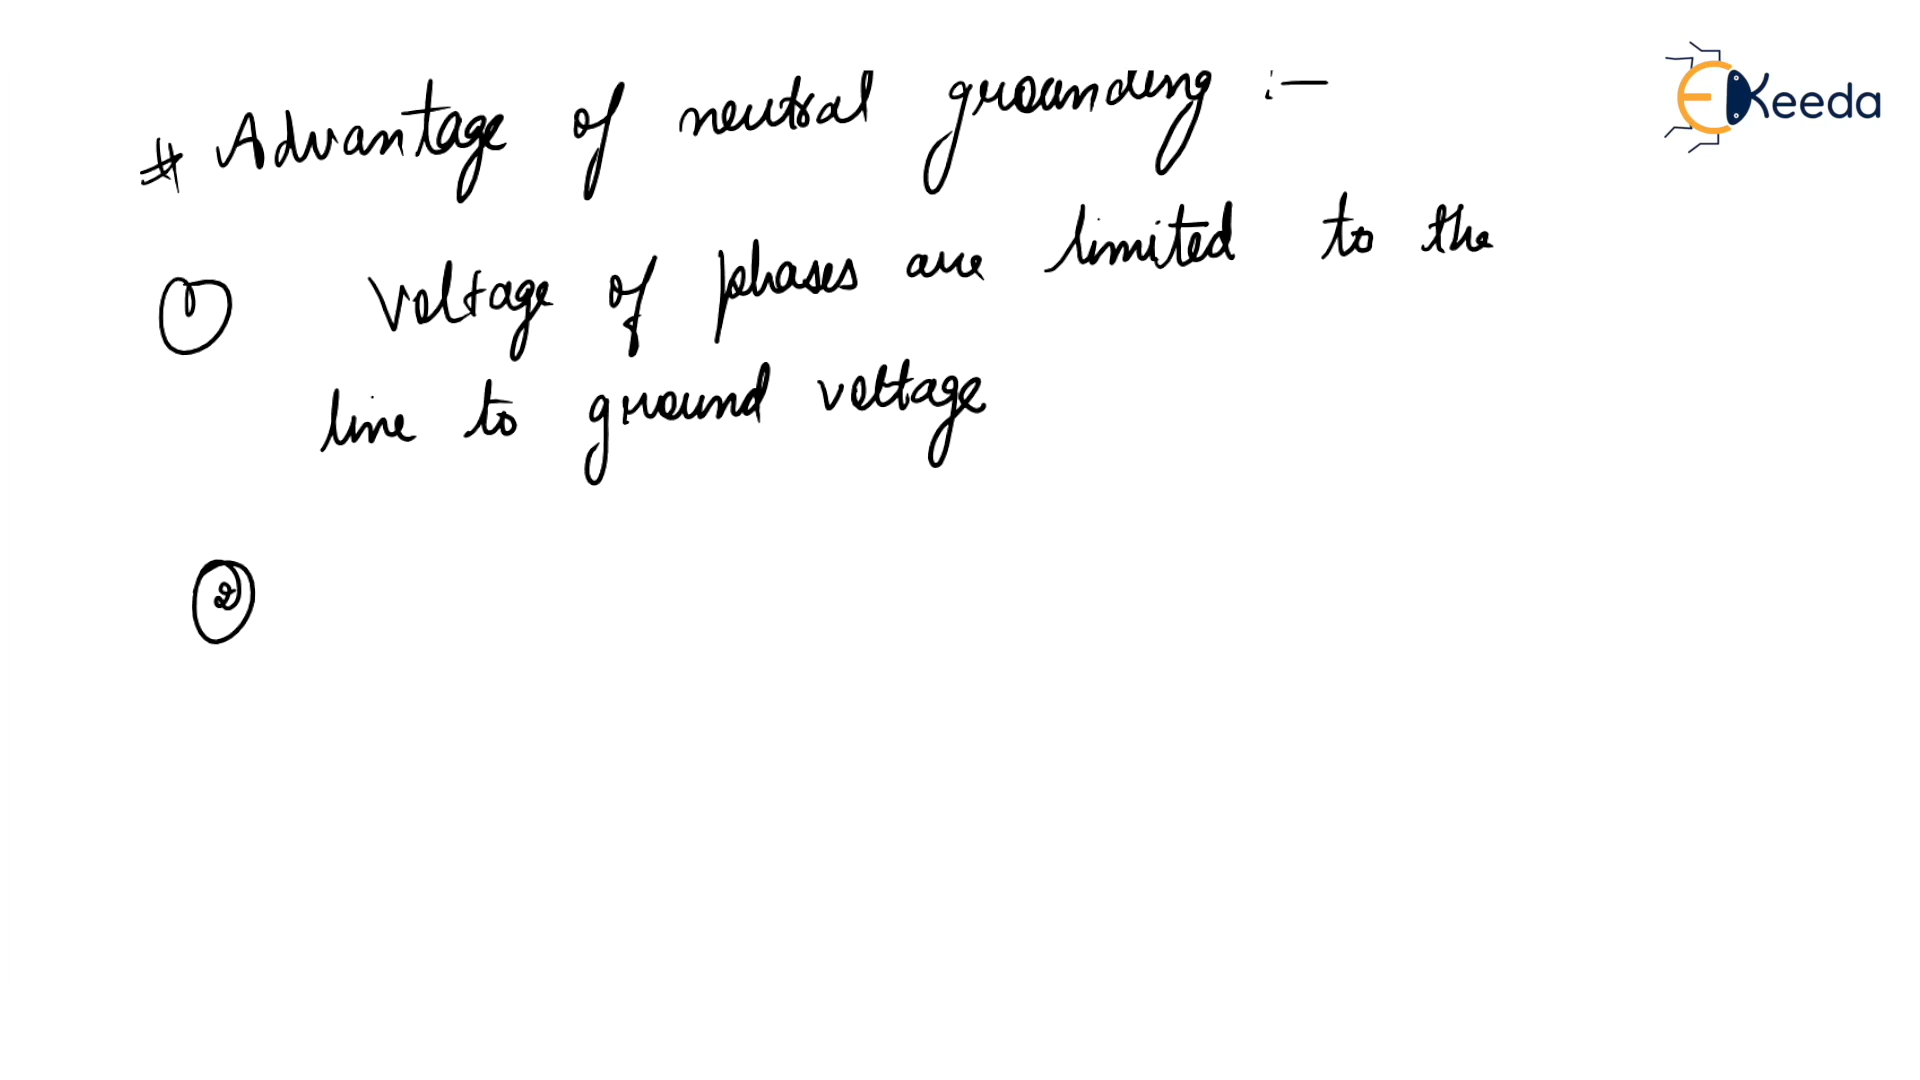 # Advantage of neutral grounding :-
EKeeda
① Voltage of phases are limited to the
line to ground voltage
②